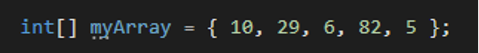 int[] myArray = { 10, 29, 6, 82, 5 };